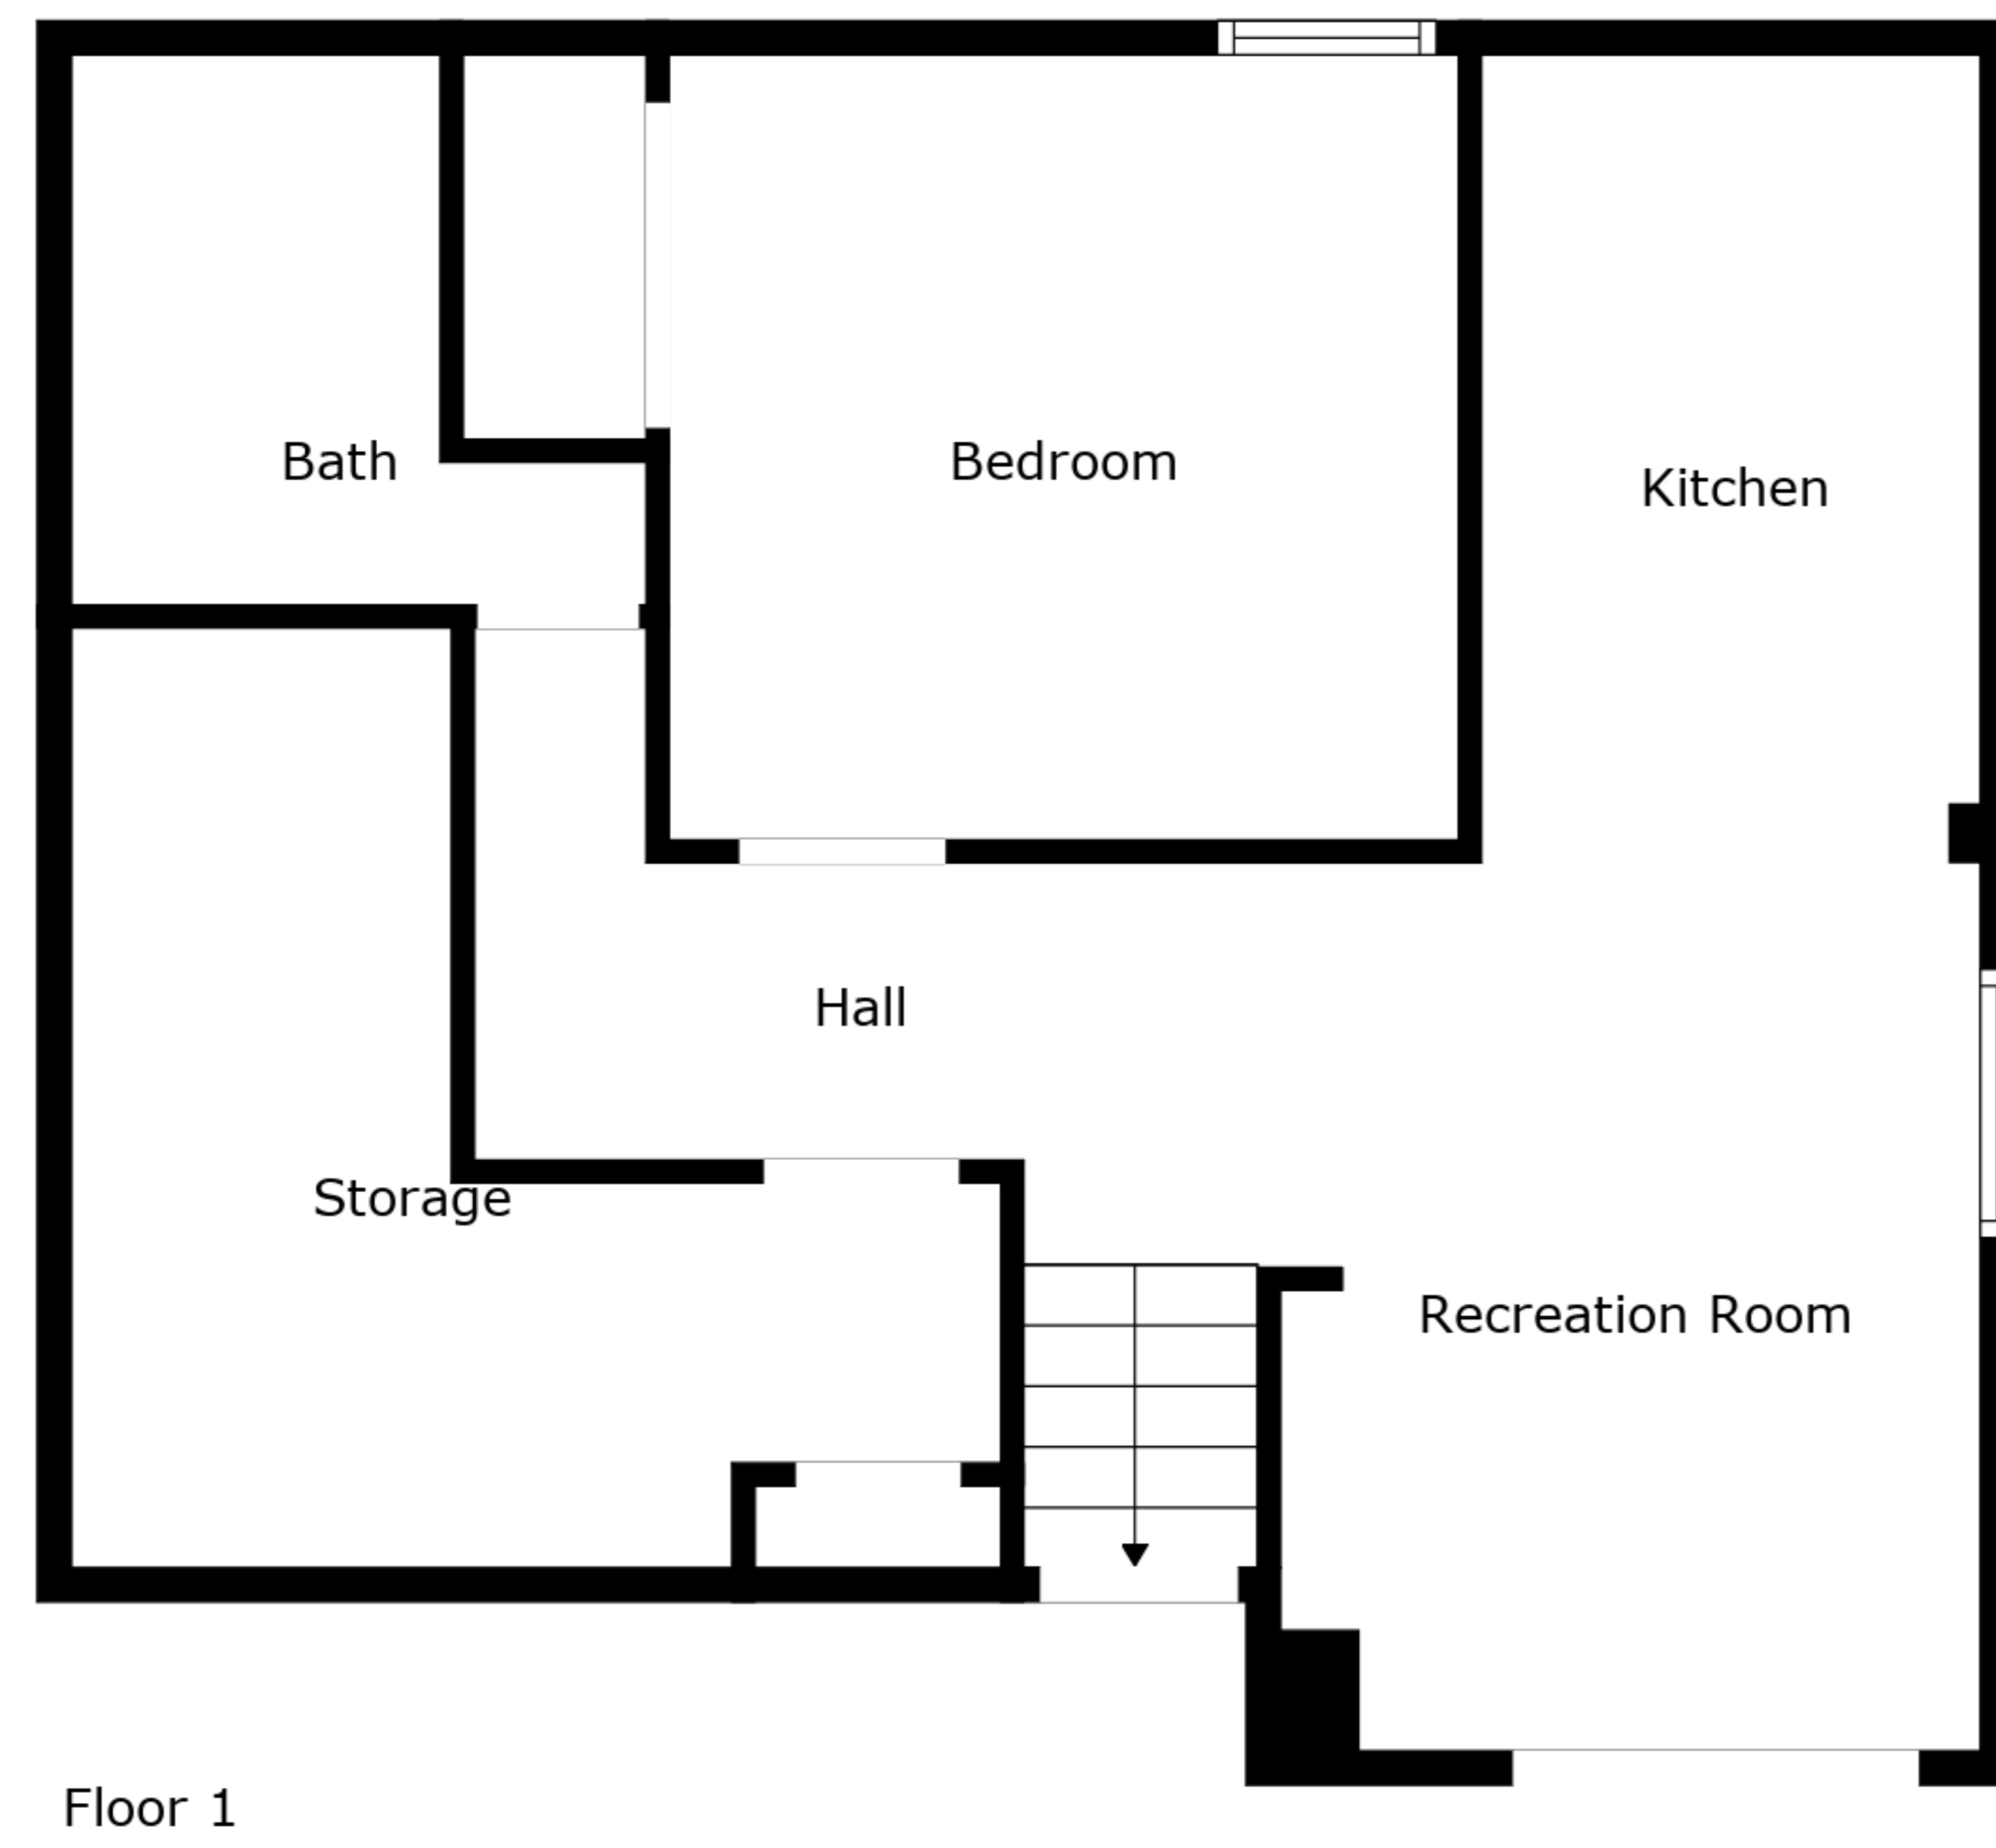 Bath
Bedroom
Kitchen
Hall
Storage
Recreation Room
Floor 1